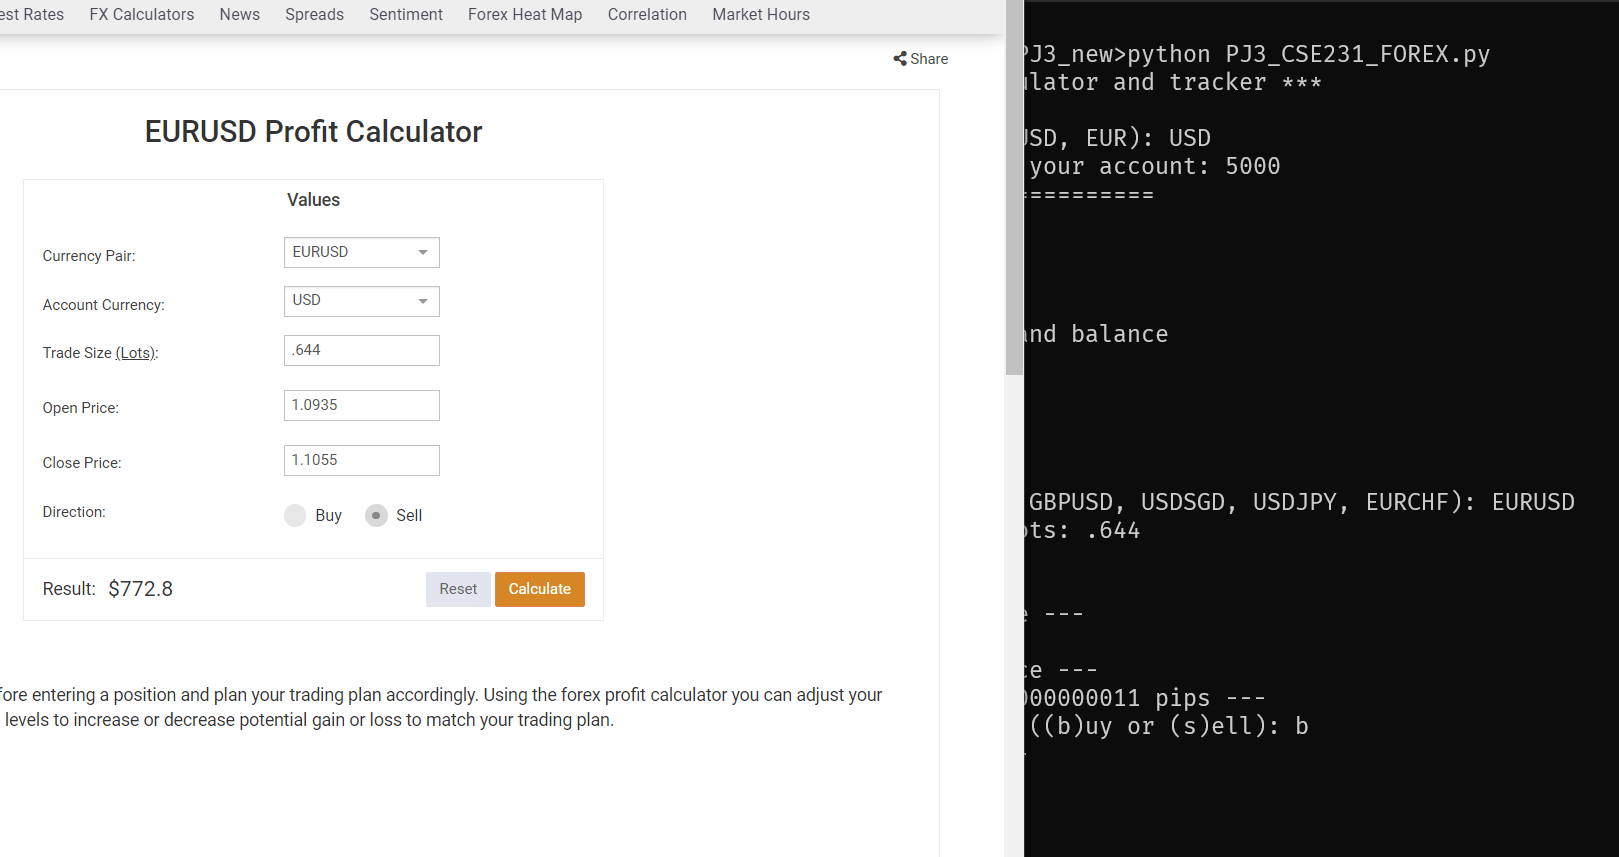 est Rates FX Calculators News Spreads Sentiment Forex Heat Map Correlation Market Hours
Share
EURUSD Profit Calculator
Values
Currency Pair: EURUSD
Account Currency: USD
Trade Size (Lots): .644
Open Price: 1.0935
Close Price: 1.1055
Direction: Buy Sell
Result: $772.8 Reset Calculate
fore entering a position and plan your trading plan accordingly. Using the forex profit calculator you can adjust your
levels to increase or decrease potential gain or loss to match your trading plan.
PJ3_new>python PJ3_CSE231_FOREX.py
lator and tracker ***
USD, EUR): USD
your account: 5000
==========
and balance
GBPUSD, USDSGD, USDJPY, EURCHF): EURUSD
ots: .644
e ---
ce ---
000000011 pips ---
((b)uy or (s)ell): b